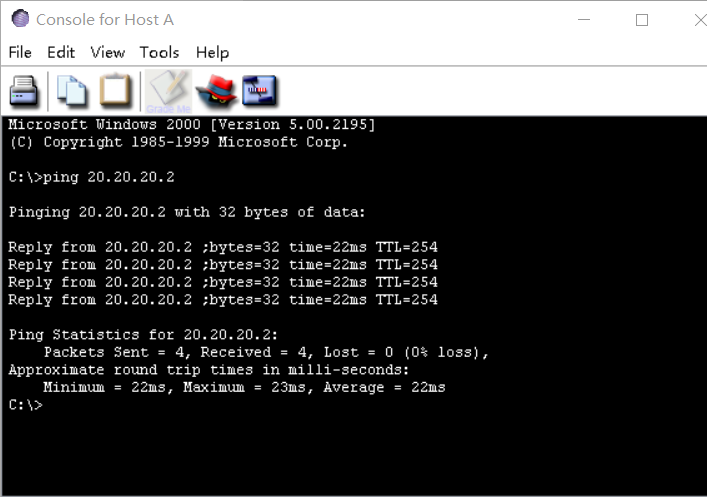 Console for Host A
File Edit View Tools Help
Grade Me
Microsoft Windows 2000 [Version 5.00.2195]
(C) Copyright 1985-1999 Microsoft Corp.
C:\>ping 20.20.20.2
Pinging 20.20.20.2 with 32 bytes of data:
Reply from 20.20.20.2 ;bytes=32 time=22ms TTL=254
Reply from 20.20.20.2 ;bytes=32 time=22ms TTL=254
Reply from 20.20.20.2 ;bytes=32 time=22ms TTL=254
Reply from 20.20.20.2 ;bytes=32 time=22ms TTL=254
Ping Statistics for 20.20.20.2:
Packets Sent = 4, Received = 4, Lost = 0 (0% loss),
Approximate round trip times in milli-seconds:
Minimum = 22ms, Maximum = 23ms, Average = 22ms
C:\>